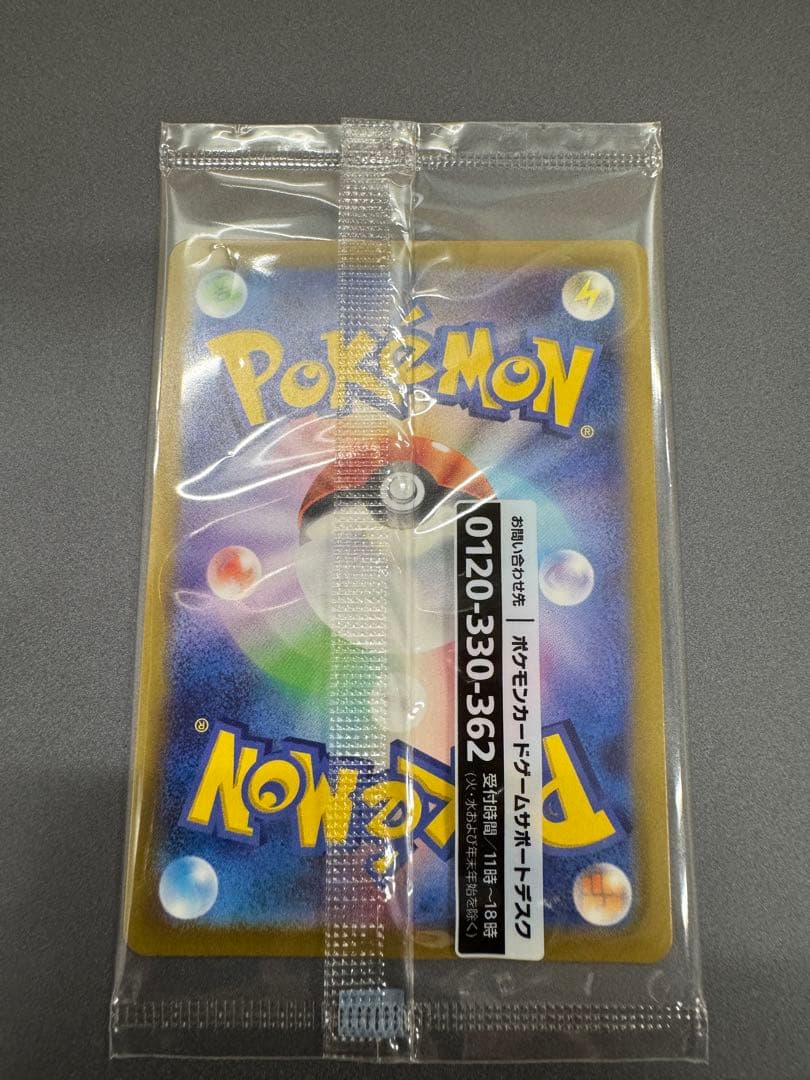 POKéMON
®
お問い合わせ先 | ポケモンカードゲームサポートデスク
0120-330-362 受付時間/11時~18時
(火・水および年末年始を除く)
POKéMON
®